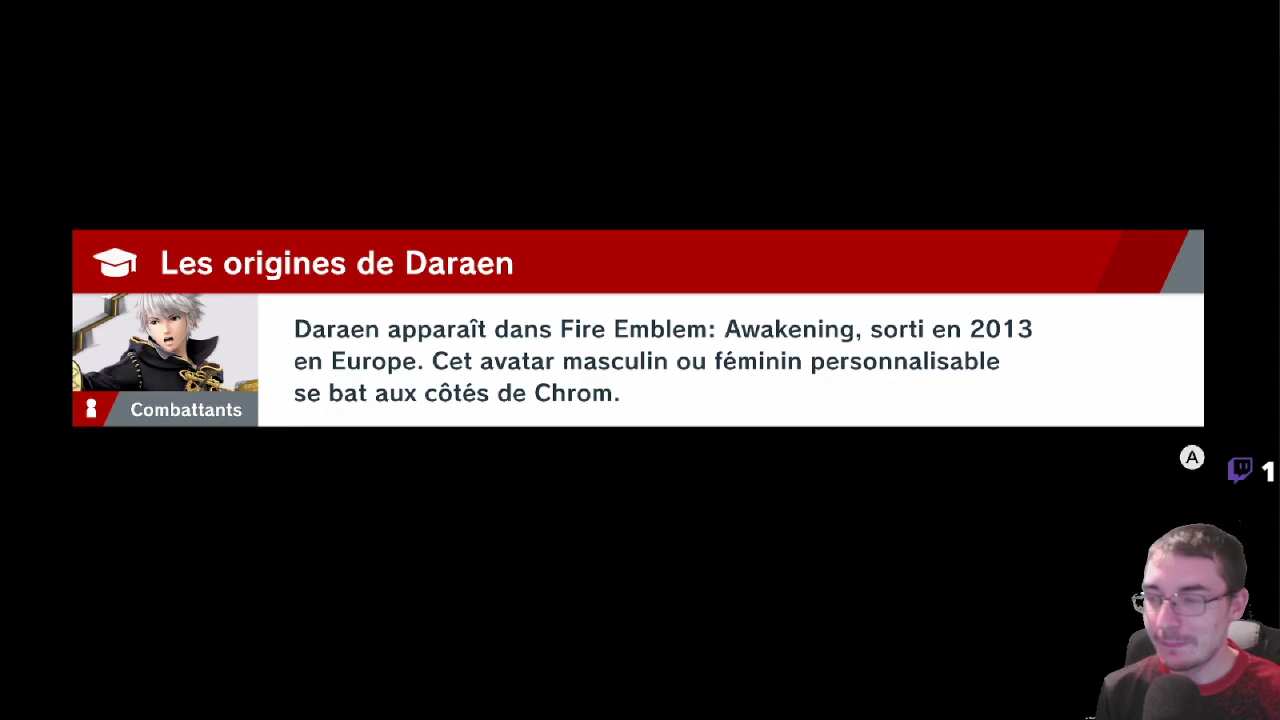 Les origines de Daraen
Daraen apparaît dans Fire Emblem: Awakening, sorti en 2013
en Europe. Cet avatar masculin ou féminin personnalisable
se bat aux côtés de Chrom.
Combattants
A
1